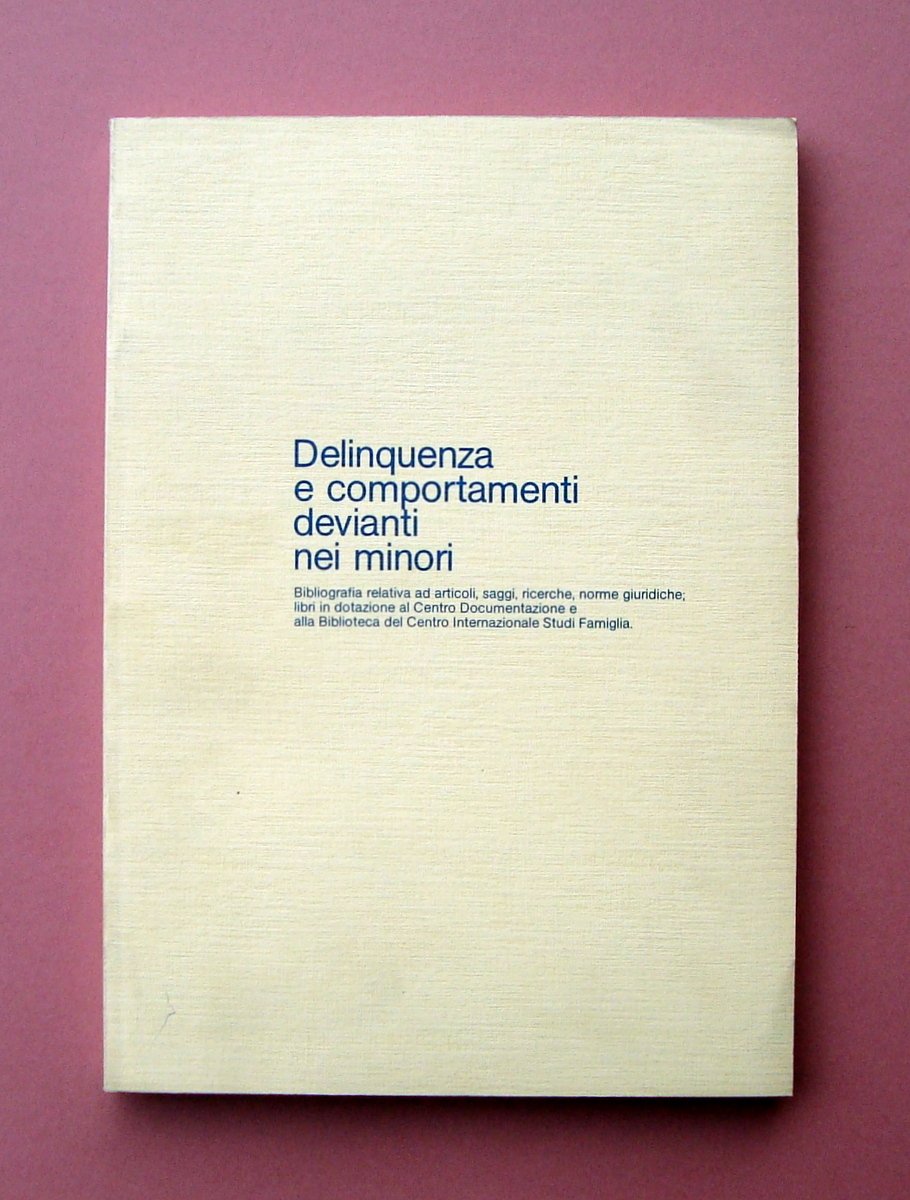 Delinquenza
e comportamenti
devianti
nei minori
Bibliografia relativa ad articoli, saggi, ricerche, norme giuridiche;
libri in dotazione al Centro Documentazione e
alla Biblioteca del Centro Internazionale Studi Famiglia.